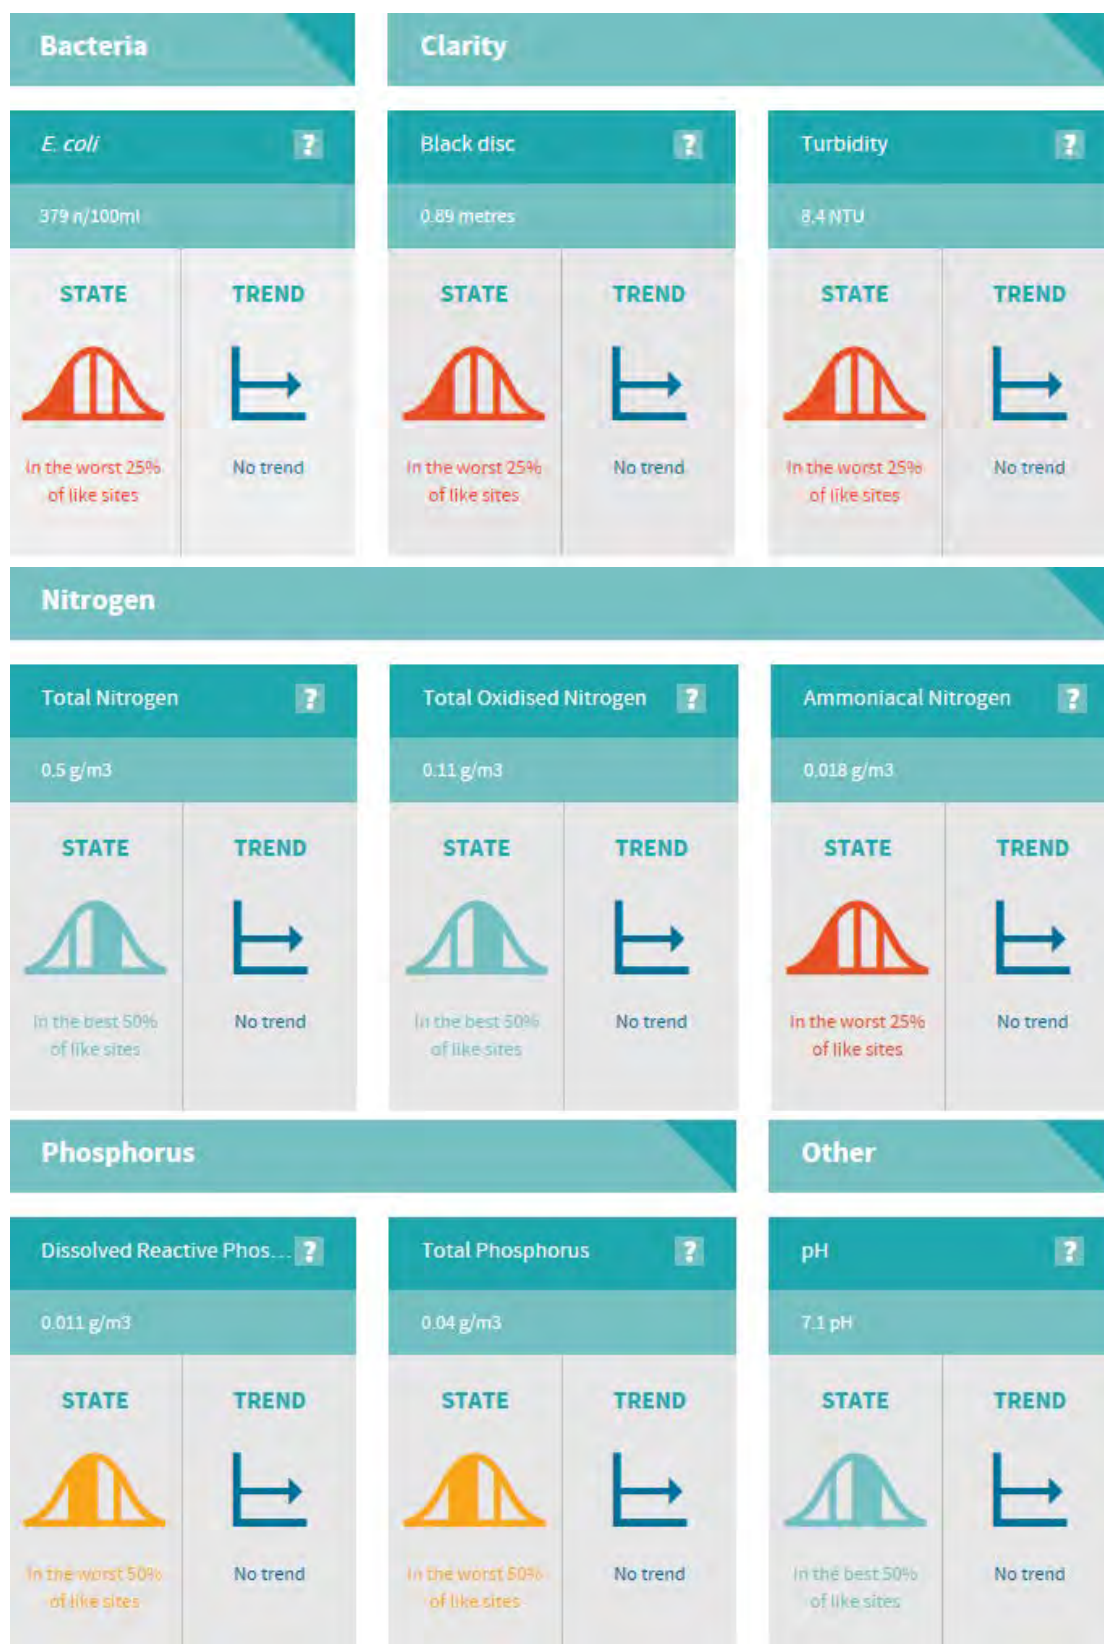 Bacteria
Clarity
E. coli ?
Black disc ?
Turbidity ?
379 n/100ml
0.89 metres
8.4 NTU
STATE TREND
STATE TREND
STATE TREND
In the worst 25%
of like sites
No trend
In the worst 25%
of like sites
No trend
In the worst 25%
of like sites
No trend
Nitrogen
Total Nitrogen ?
Total Oxidised Nitrogen ?
Ammoniacal Nitrogen ?
0.5 g/m3
0.11 g/m3
0.018 g/m3
STATE TREND
STATE TREND
STATE TREND
In the best 50%
of like sites
No trend
In the best 50%
of like sites
No trend
In the worst 25%
of like sites
No trend
Phosphorus
Other
Dissolved Reactive Phos... ?
Total Phosphorus ?
pH ?
0.011 g/m3
0.04 g/m3
7.1 pH
STATE TREND
STATE TREND
STATE TREND
In the worst 50%
of like sites
No trend
In the worst 50%
of like sites
No trend
In the best 50%
of like sites
No trend